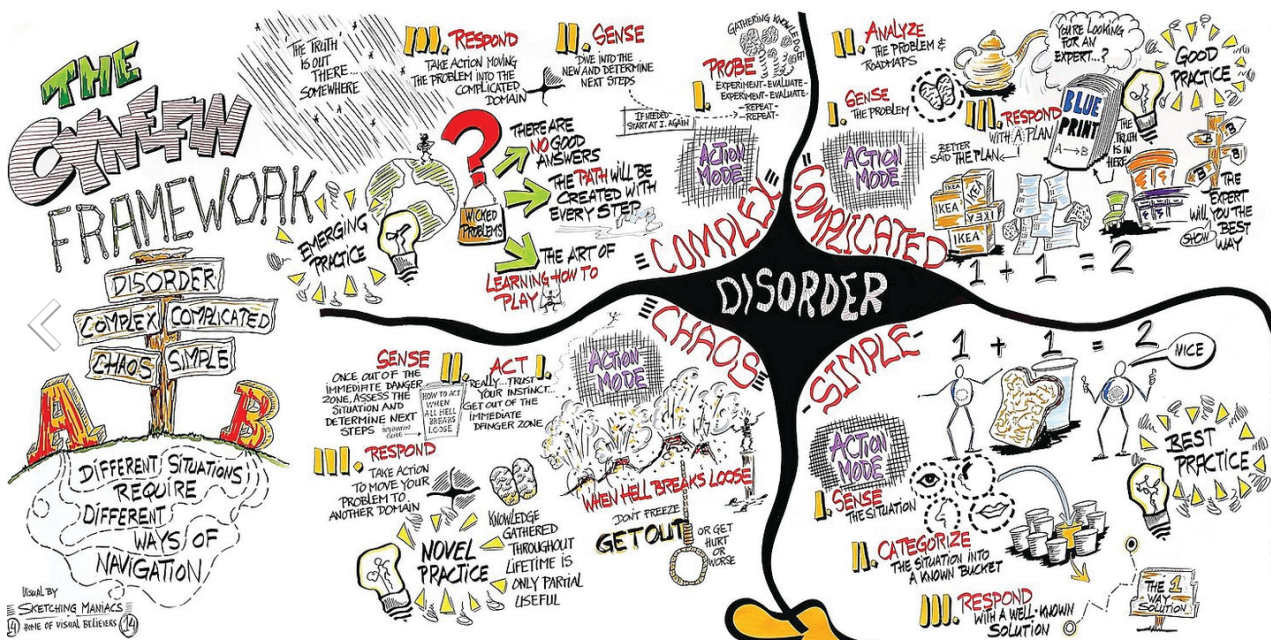 THE
CYNEFIN
FRAMEWORK
DISORDER
COMPLEX
COMPLICATED
CHAOS
SIMPLE
A
B
DIFFERENT SITUATIONS
REQUIRE
DIFFERENT
WAYS OF
NAVIGATION
VISUAL BY
SKETCHING MANIACS
HOME OF VISUAL BELIEVERS
14
"THE TRUTH"
IS OUT
THERE...
SOMEWHERE
III. RESPOND
TAKE ACTION MOVING
THE PROBLEM INTO THE
COMPLICATED
DOMAIN
II. SENSE
DIVE INTO THE
NEW AND DETERMINE
NEXT STEPS
GATHERING KNOWLEDGE
I. PROBE
EXPERIMENT-EVALUATE-
EXPERIMENT-EVALUATE-
-REPEAT-
-REPEAT-
IF NEEDED-
START AT I. AGAIN
ACTION
MODE
?
WICKED
PROBLEMS
THERE ARE
NO GOOD
ANSWERS
THE PATH WILL BE
CREATED WITH
EVERY STEP
THE ART OF
LEARNING HOW TO
PLAY
EMERGING
PRACTICE
COMPLEX
COMPLICATED
DISORDER
CHAOS
SIMPLE
II. ANALYZE
THE PROBLEM &
ROADMAPS
I. SENSE
THE PROBLEM
ACTION
MODE
III. RESPOND
WITH A PLAN
BETTER
SAID THE PLAN
YOU'RE LOOKING
FOR AN
EXPERT...?
BLUE
PRINT
A→B
THE
TRUTH
IS IN
HERE
GOOD
PRACTICE
B
B
THE
EXPERT
WILL YOU THE
SHOW
BEST
WAY
IKEA
IKEA
IKEA
IKEA
1 + 1 = 2
SENSE II.
ONCE OUT OF THE
IMMEDIATE DANGER
ZONE, ASSESS THE
SITUATION AND
DETERMINE NEXT
STEPS
HOW TO ACT
WHEN
ALL HELL
BREAKS
LOOSE
ACT I.
REALLY...TRUST
YOUR INSTINCT...
GET OUT OF THE
IMMEDIATE
DANGER ZONE
ACTION
MODE
III. RESPOND
TAKE ACTION
TO MOVE YOUR
PROBLEM TO
ANOTHER DOMAIN
NOVEL
PRACTICE
KNOWLEDGE
GATHERED
THROUGHOUT
LIFETIME IS
ONLY PARTIAL
USEFUL
WHEN HELL BREAKS LOOSE
DON'T FREEZE
GET OUT
OR GET
HURT
OR
WORSE
1 + 1 = 2
NICE
BEST
PRACTICE
ACTION
MODE
I. SENSE
THE SITUATION
II. CATEGORIZE
THE SITUATION INTO
A KNOWN BUCKET
III. RESPOND
WITH A WELL-KNOWN
SOLUTION
THE 1
WAY
SOLUTION